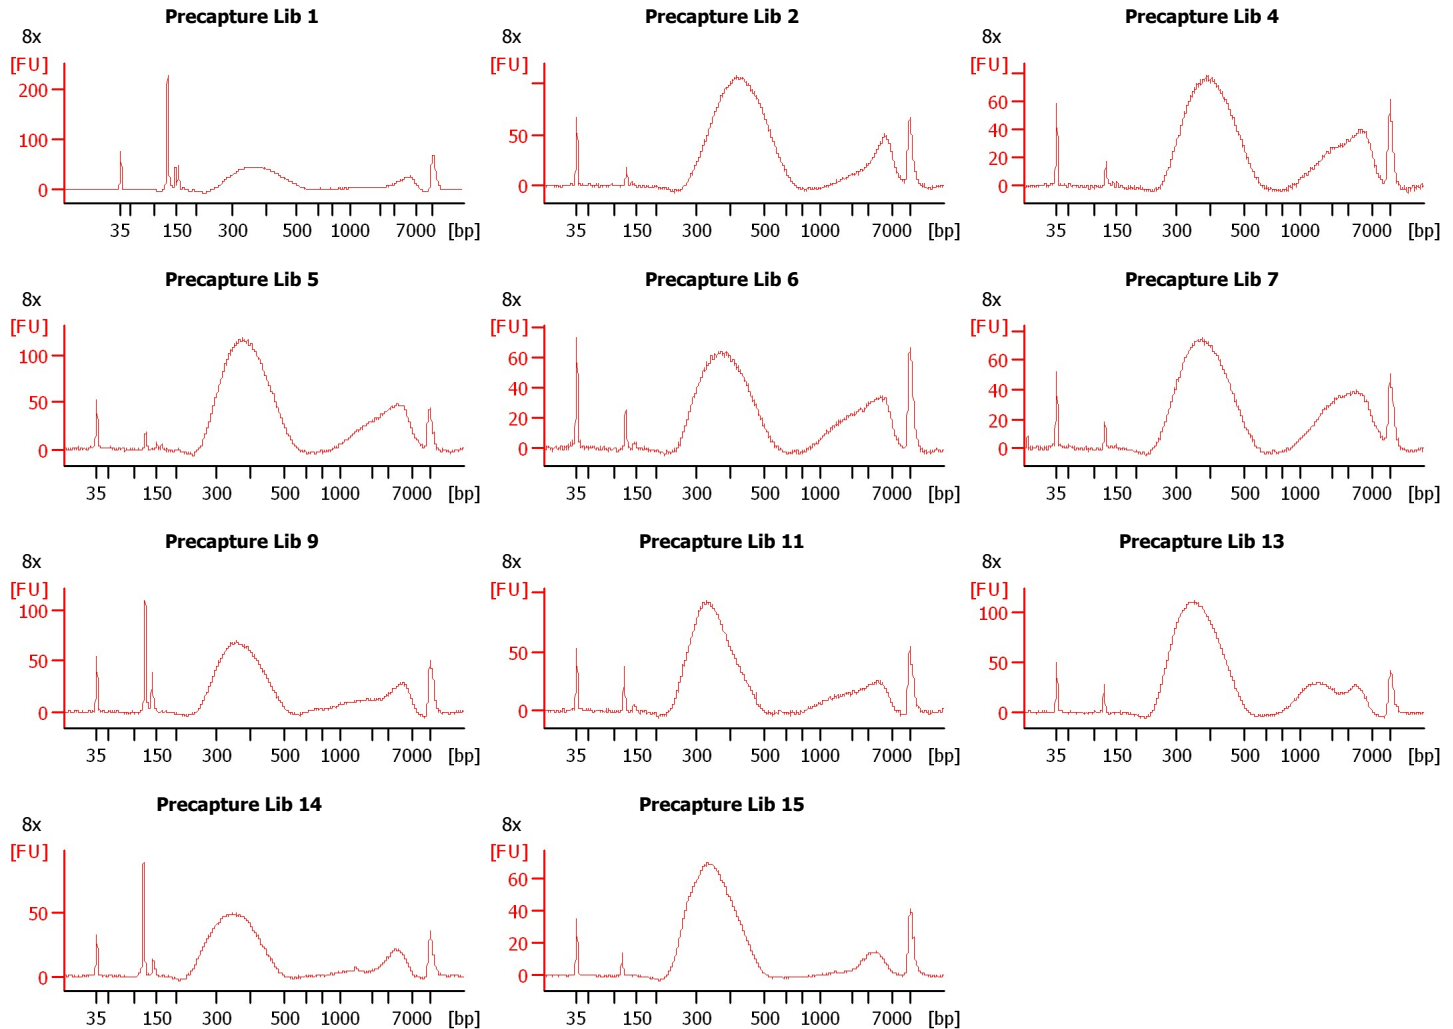 Precapture Lib 1
8x
[FU]
200
100
0
35 150 300 500 1000 7000 [bp]
Precapture Lib 2
8x
[FU]
50
0
35 150 300 500 1000 7000 [bp]
Precapture Lib 4
8x
[FU]
60
40
20
0
35 150 300 500 1000 7000 [bp]
Precapture Lib 5
8x
[FU]
100
50
0
35 150 300 500 1000 7000 [bp]
Precapture Lib 6
8x
[FU]
60
40
20
0
35 150 300 500 1000 7000 [bp]
Precapture Lib 7
8x
[FU]
60
40
20
0
35 150 300 500 1000 7000 [bp]
Precapture Lib 9
8x
[FU]
100
50
0
35 150 300 500 1000 7000 [bp]
Precapture Lib 11
8x
[FU]
50
0
35 150 300 500 1000 7000 [bp]
Precapture Lib 13
8x
[FU]
100
50
0
35 150 300 500 1000 7000 [bp]
Precapture Lib 14
8x
[FU]
50
0
35 150 300 500 1000 7000 [bp]
Precapture Lib 15
8x
[FU]
60
40
20
0
35 150 300 500 1000 7000 [bp]